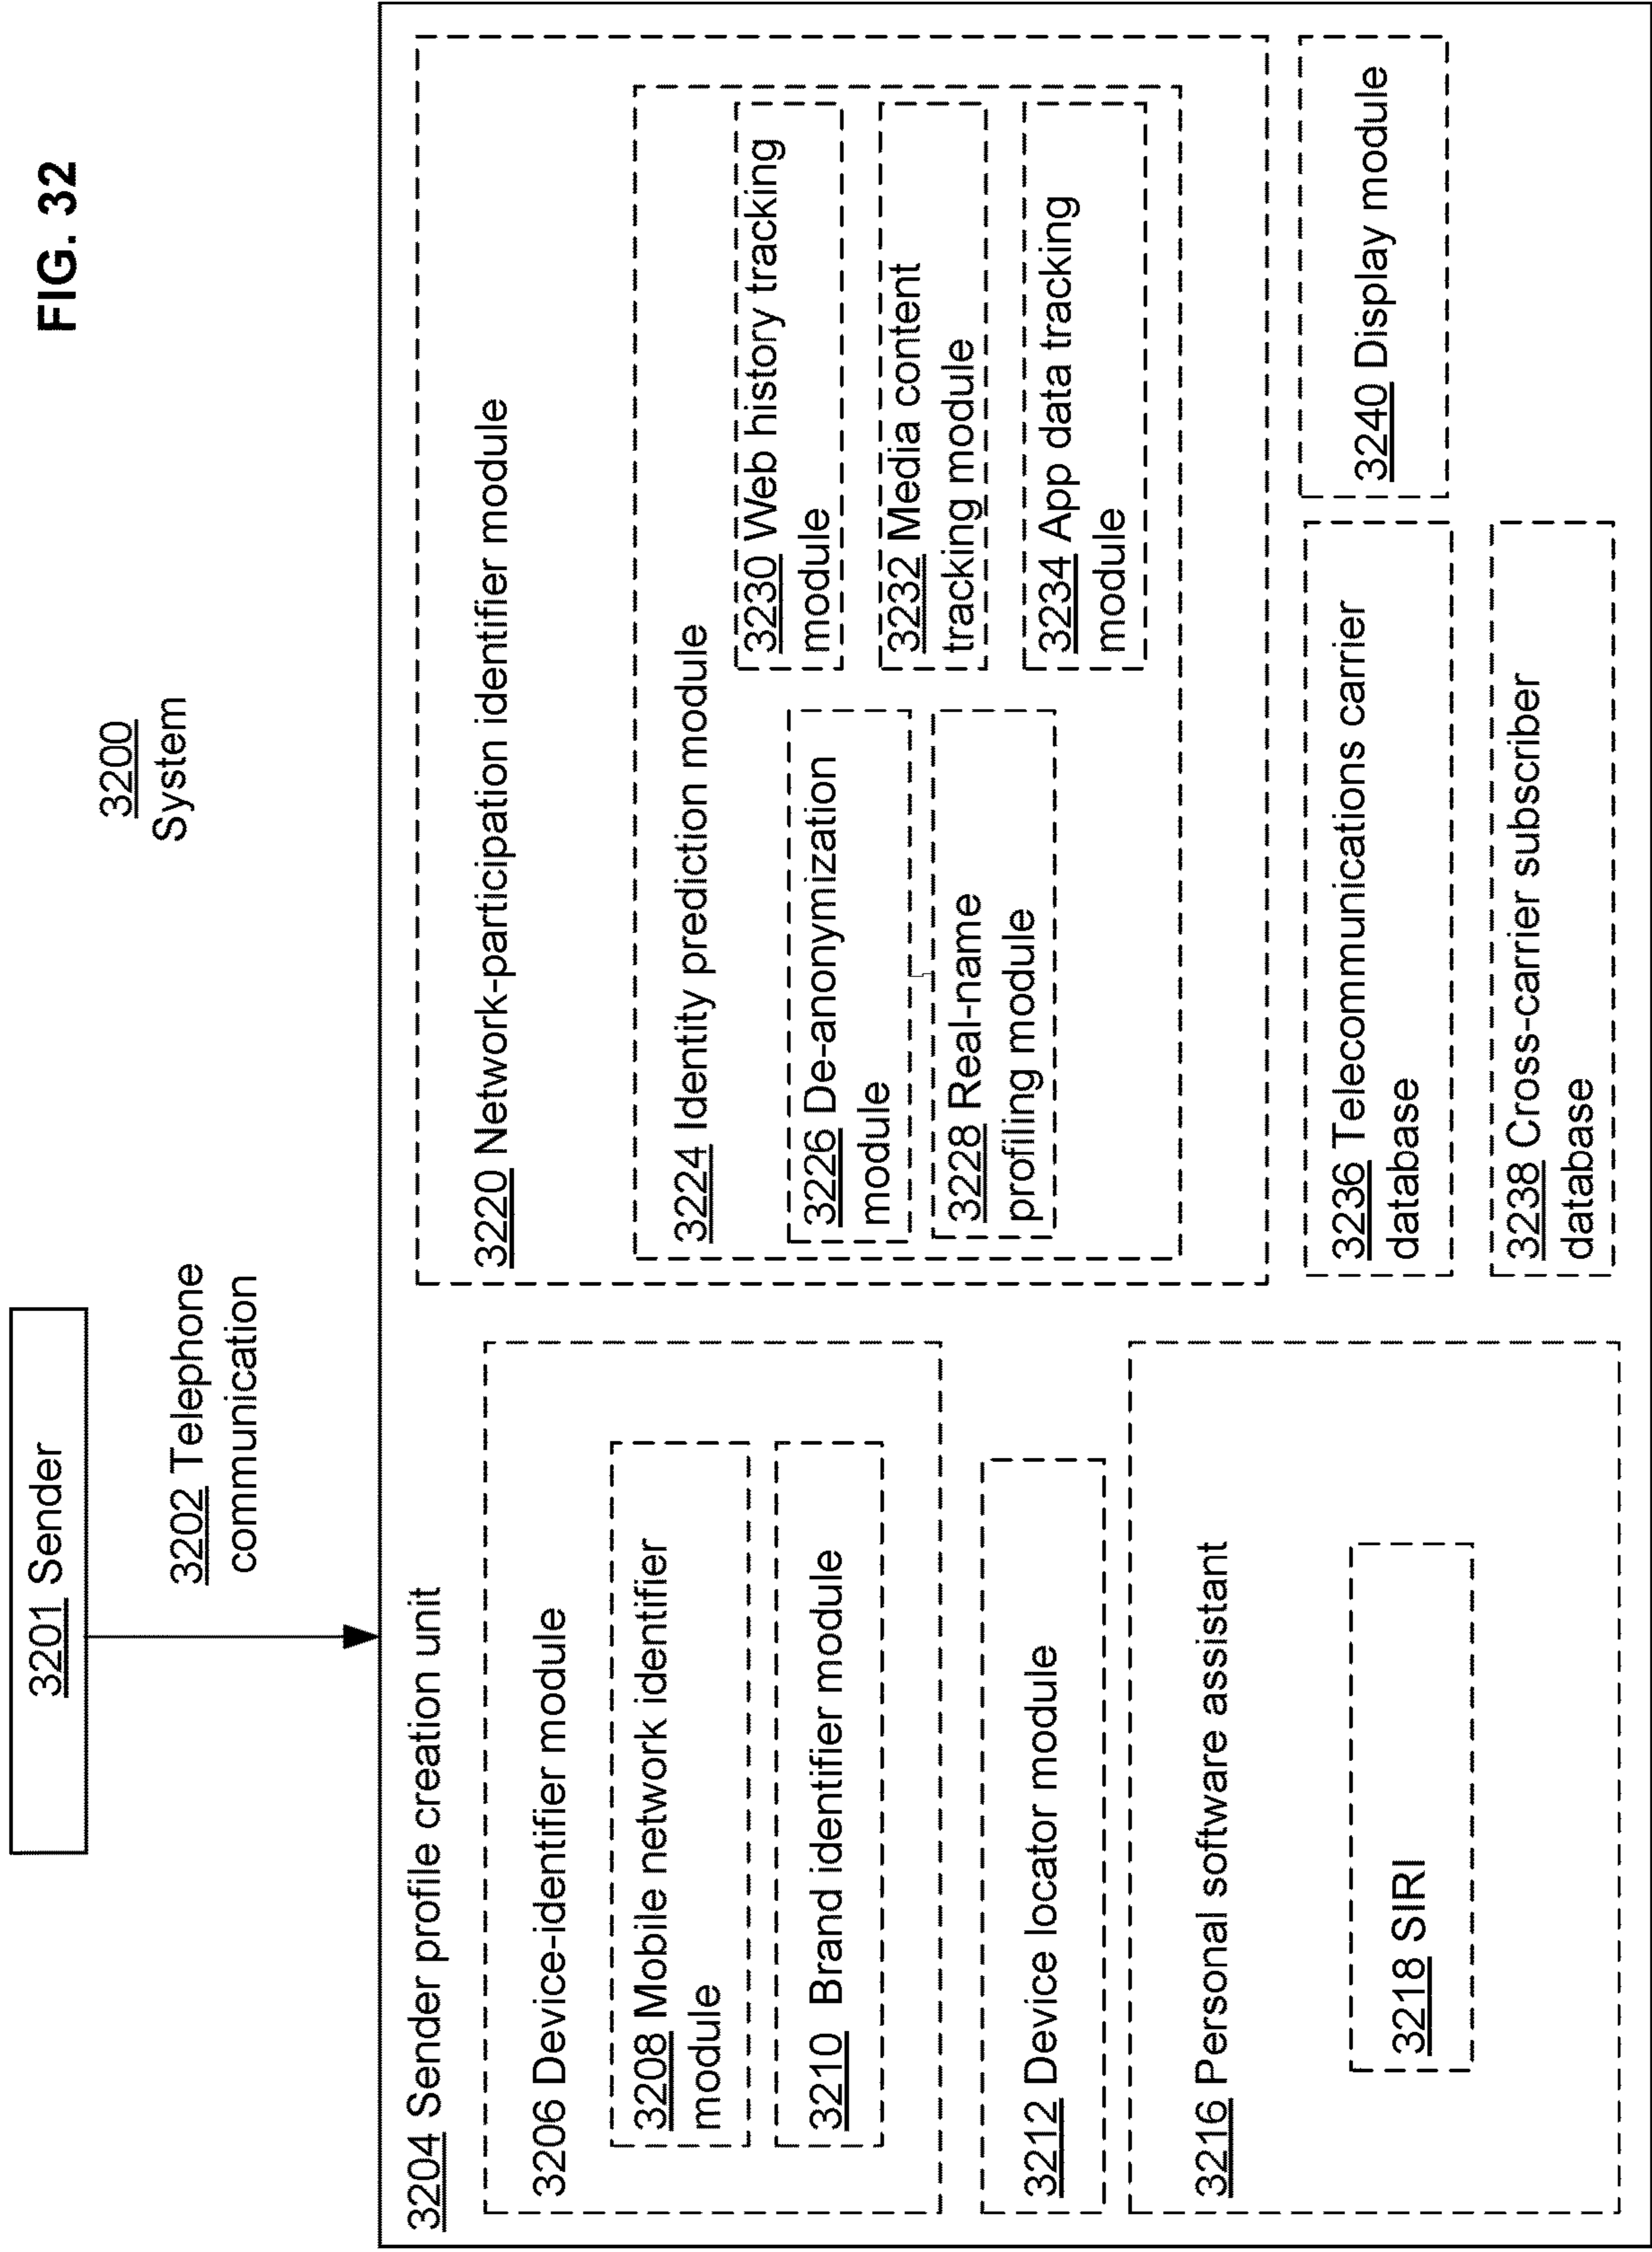 FIG. 32
3200
System
3201 Sender
3202 Telephone
communication
3204 Sender profile creation unit
3206 Device-identifier module
3208 Mobile network identifier
module
3210 Brand identifier module
3212 Device locator module
3216 Personal software assistant
3218 SIRI
3220 Network-participation identifier module
3224 Identity prediction module
3226 De-anonymization
module
3228 Real-name
profiling module
3230 Web history tracking
module
3232 Media content
tracking module
3234 App data tracking
module
3236 Telecommunications carrier
database
3238 Cross-carrier subscriber
database
3240 Display module